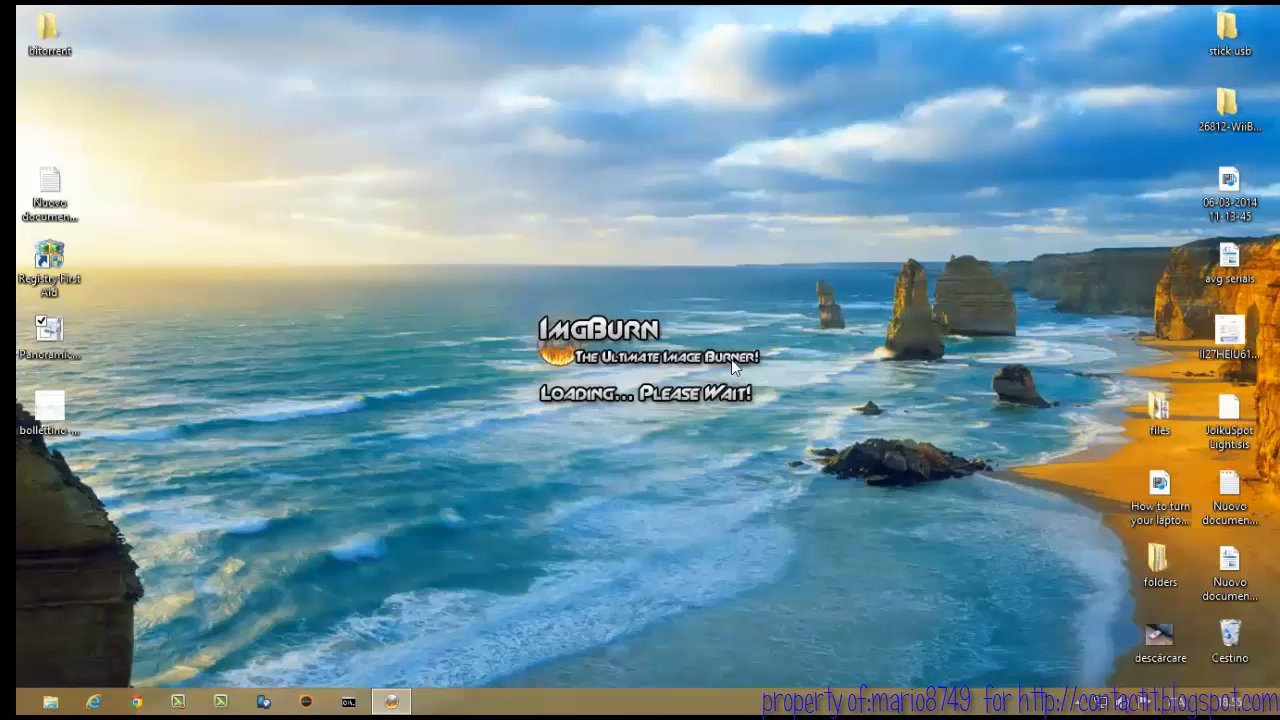 bitorrent
stick usb
26812-WiiB...
Nuovo
documen...
06-03-2014
11-13-45
Registry First
Aid
avg serials
Panoramic...
II27HEIU61...
bollettino-...
files
JoikuSpot
Light.sis
How to turn
your lapto...
Nuovo
documen...
folders
Nuovo
documen...
descărcare
Cestino
ImgBurn
The Ultimate Image Burner!
Loading... Please Wait!
property of:mario8749 for http://contactit.blogspot.com